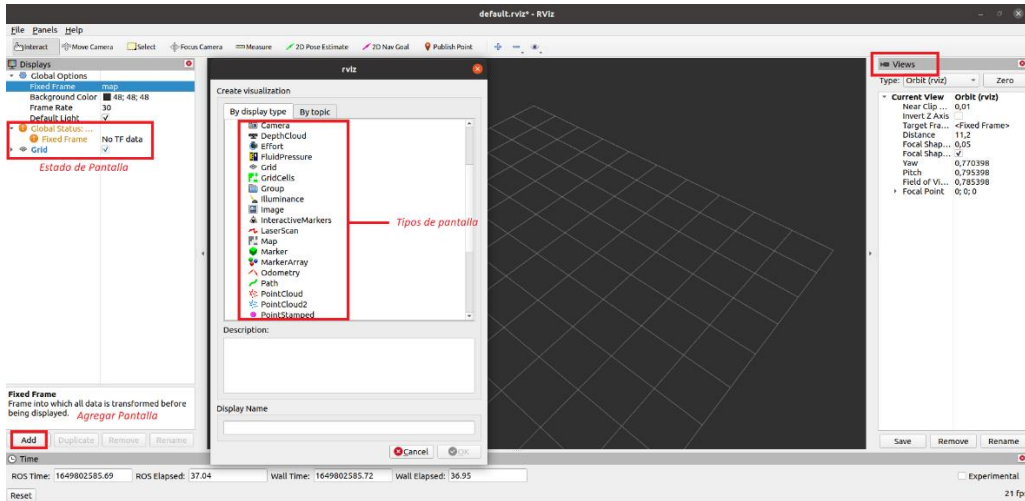 default.rviz* - RViz
File Panels Help
Interact Move Camera Select Focus Camera Measure 2D Pose Estimate 2D Nav Goal Publish Point
Displays
Global Options
Fixed Frame map
Background Color 48; 48; 48
Frame Rate 30
Default Light
Global Status: ...
Fixed Frame No TF data
Grid
Estado de Pantalla
Fixed Frame
Frame into which all data is transformed before
being displayed.
Agregar Pantalla
Add Duplicate Remove Rename
rviz
Create visualization
By display type By topic
Camera
DepthCloud
Effort
FluidPressure
Grid
GridCells
Group
Illuminance
Image
InteractiveMarkers
LaserScan
Map
Marker
MarkerArray
Odometry
Path
PointCloud
PointCloud2
PointStamped
Tipos de pantalla
Description:
Display Name
Cancel OK
Views
Type: Orbit (rviz) Zero
Current View Orbit (rviz)
Near Clip ... 0,01
Invert Z Axis
Target Fra... <Fixed Frame>
Distance 11,2
Focal Shap... 0,05
Focal Shap...
Yaw 0,770398
Pitch 0,795398
Field of Vi... 0,785398
Focal Point 0; 0; 0
Save Remove Rename
Time
ROS Time: 1649802585.69 ROS Elapsed: 37.04 Wall Time: 1649802585.72 Wall Elapsed: 36.95 Experimental
Reset 21 fp